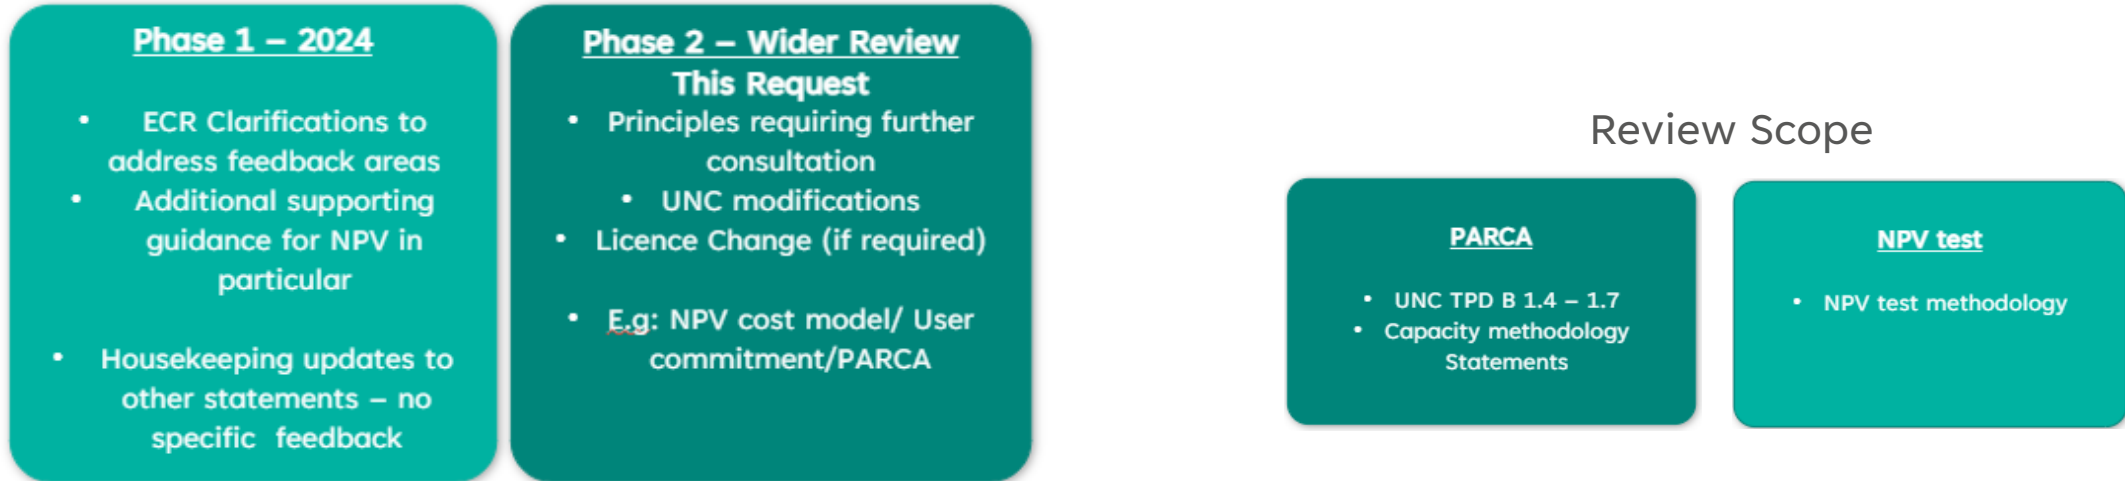 Phase 1 – 2024
• ECR Clarifications to
address feedback areas
• Additional supporting
guidance for NPV in
particular
• Housekeeping updates to
other statements – no
specific feedback
Phase 2 – Wider Review
This Request
• Principles requiring further
consultation
• UNC modifications
• Licence Change (if required)
• E.g: NPV cost model/ User
commitment/PARCA
Review Scope
PARCA
• UNC TPD B 1.4 – 1.7
• Capacity methodology
Statements
NPV test
• NPV test methodology